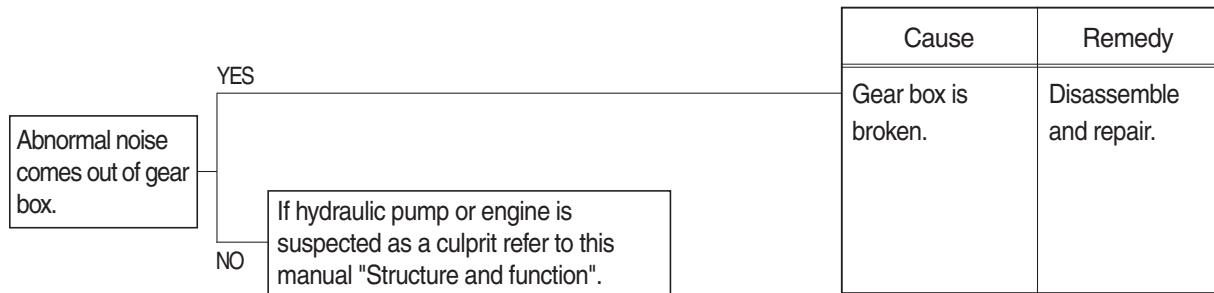 Cause
Remedy
YES
Gear box is
broken.
Disassemble
and repair.
Abnormal noise
comes out of gear
box.
NO
If hydraulic pump or engine is
suspected as a culprit refer to this
manual "Structure and function".